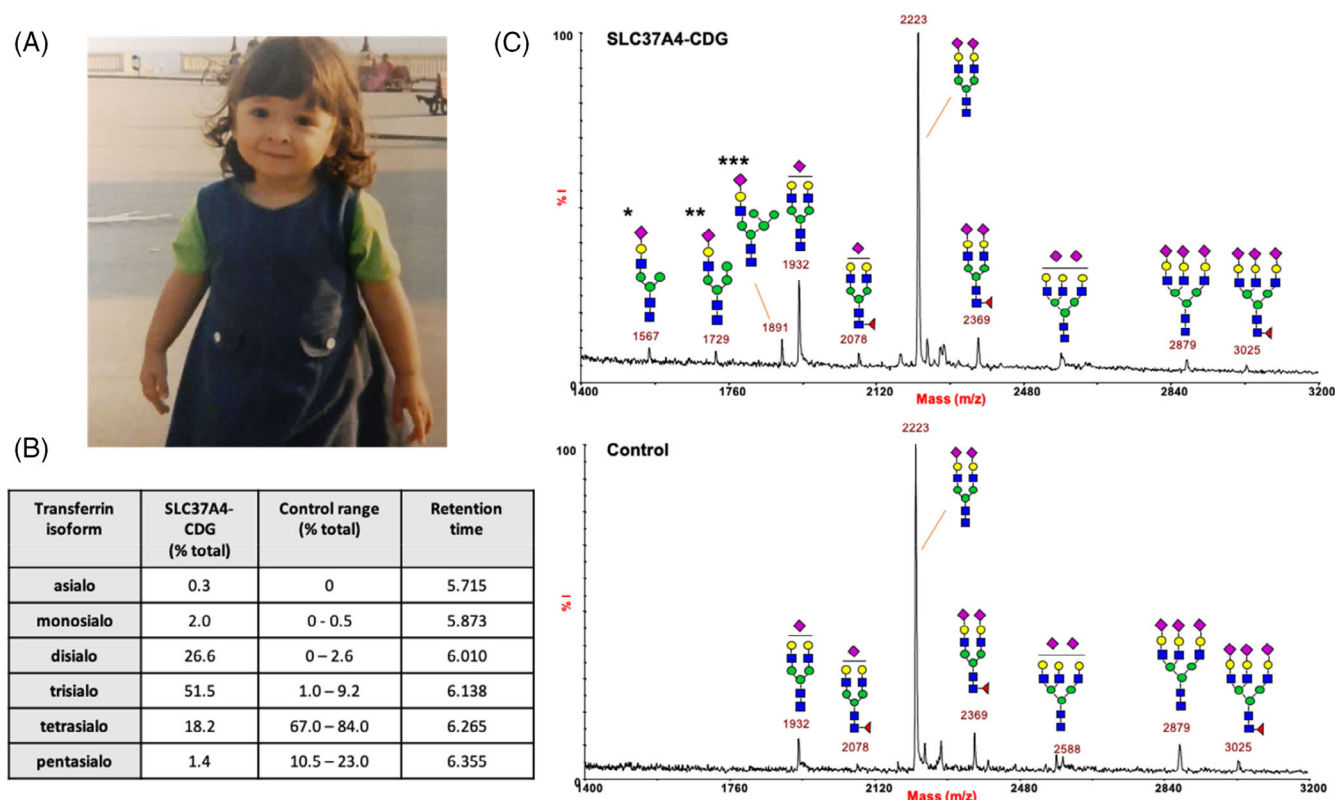 (A)
(B)
Transferrin isoform | SLC37A4-CDG (% total) | Control range (% total) | Retention time
asialo | 0.3 | 0 | 5.715
monosialo | 2.0 | 0 - 0.5 | 5.873
disialo | 26.6 | 0 – 2.6 | 6.010
trisialo | 51.5 | 1.0 – 9.2 | 6.138
tetrasialo | 18.2 | 67.0 – 84.0 | 6.265
pentasialo | 1.4 | 10.5 – 23.0 | 6.355
(C)
SLC37A4-CDG
100
% I
0
2223
*
**
***
1567
1729
1891
1932
2078
2369
2879
3025
1400 1760 2120 2480 2840 3200
Mass (m/z)
Control
100
% I
0
2223
1932
2078
2369
2588
2879
3025
1400 1760 2120 2480 2840 3200
Mass (m/z)